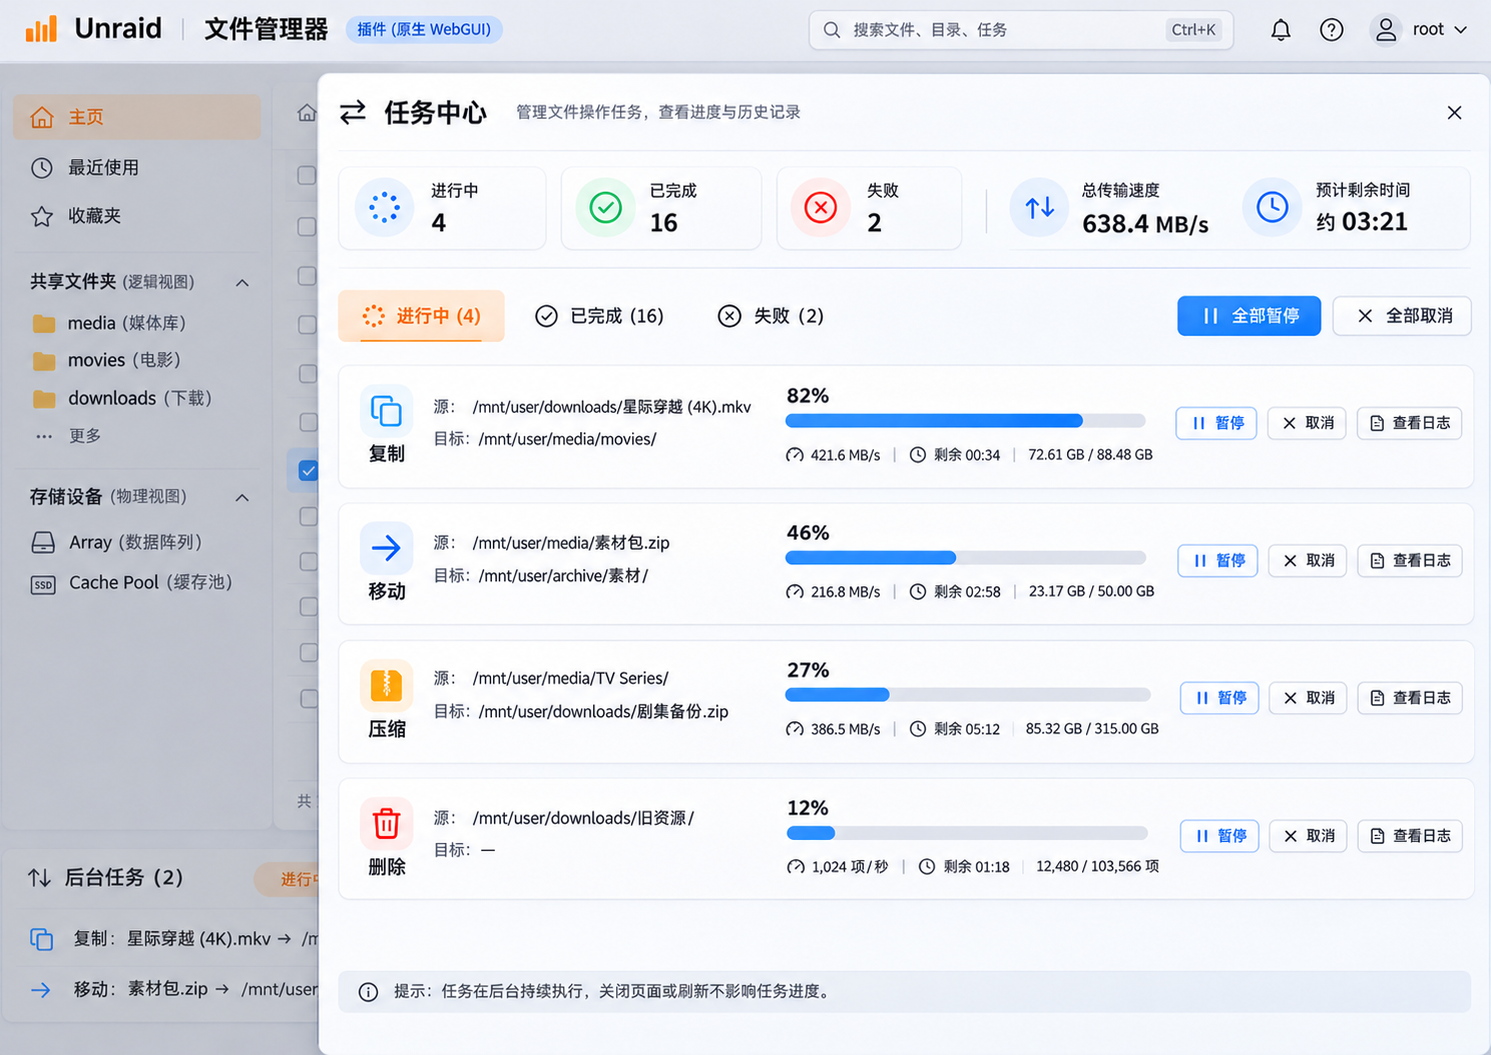 Unraid 文件管理器 插件 (原生 WebGUI) 搜索文件、目录、任务 Ctrl+K root
主页
最近使用
收藏夹
共享文件夹 (逻辑视图)
media (媒体库)
movies (电影)
downloads (下载)
更多
存储设备 (物理视图)
Array (数据阵列)
SSD Cache Pool (缓存池)
共
后台任务 (2) 进行中
复制: 星际穿越 (4K).mkv → /m
移动: 素材包.zip → /mnt/user
任务中心 管理文件操作任务，查看进度与历史记录
进行中
4
已完成
16
失败
2
总传输速度
638.4 MB/s
预计剩余时间
约 03:21
进行中 (4) 已完成 (16) 失败 (2) 全部暂停 全部取消
复制
源: /mnt/user/downloads/星际穿越 (4K).mkv
目标: /mnt/user/media/movies/
82%
421.6 MB/s | 剩余 00:34 | 72.61 GB / 88.48 GB
暂停 取消 查看日志
移动
源: /mnt/user/media/素材包.zip
目标: /mnt/user/archive/素材/
46%
216.8 MB/s | 剩余 02:58 | 23.17 GB / 50.00 GB
暂停 取消 查看日志
压缩
源: /mnt/user/media/TV Series/
目标: /mnt/user/downloads/剧集备份.zip
27%
386.5 MB/s | 剩余 05:12 | 85.32 GB / 315.00 GB
暂停 取消 查看日志
删除
源: /mnt/user/downloads/旧资源/
目标: —
12%
1,024 项/秒 | 剩余 01:18 | 12,480 / 103,566 项
暂停 取消 查看日志
提示: 任务在后台持续执行，关闭页面或刷新不影响任务进度。